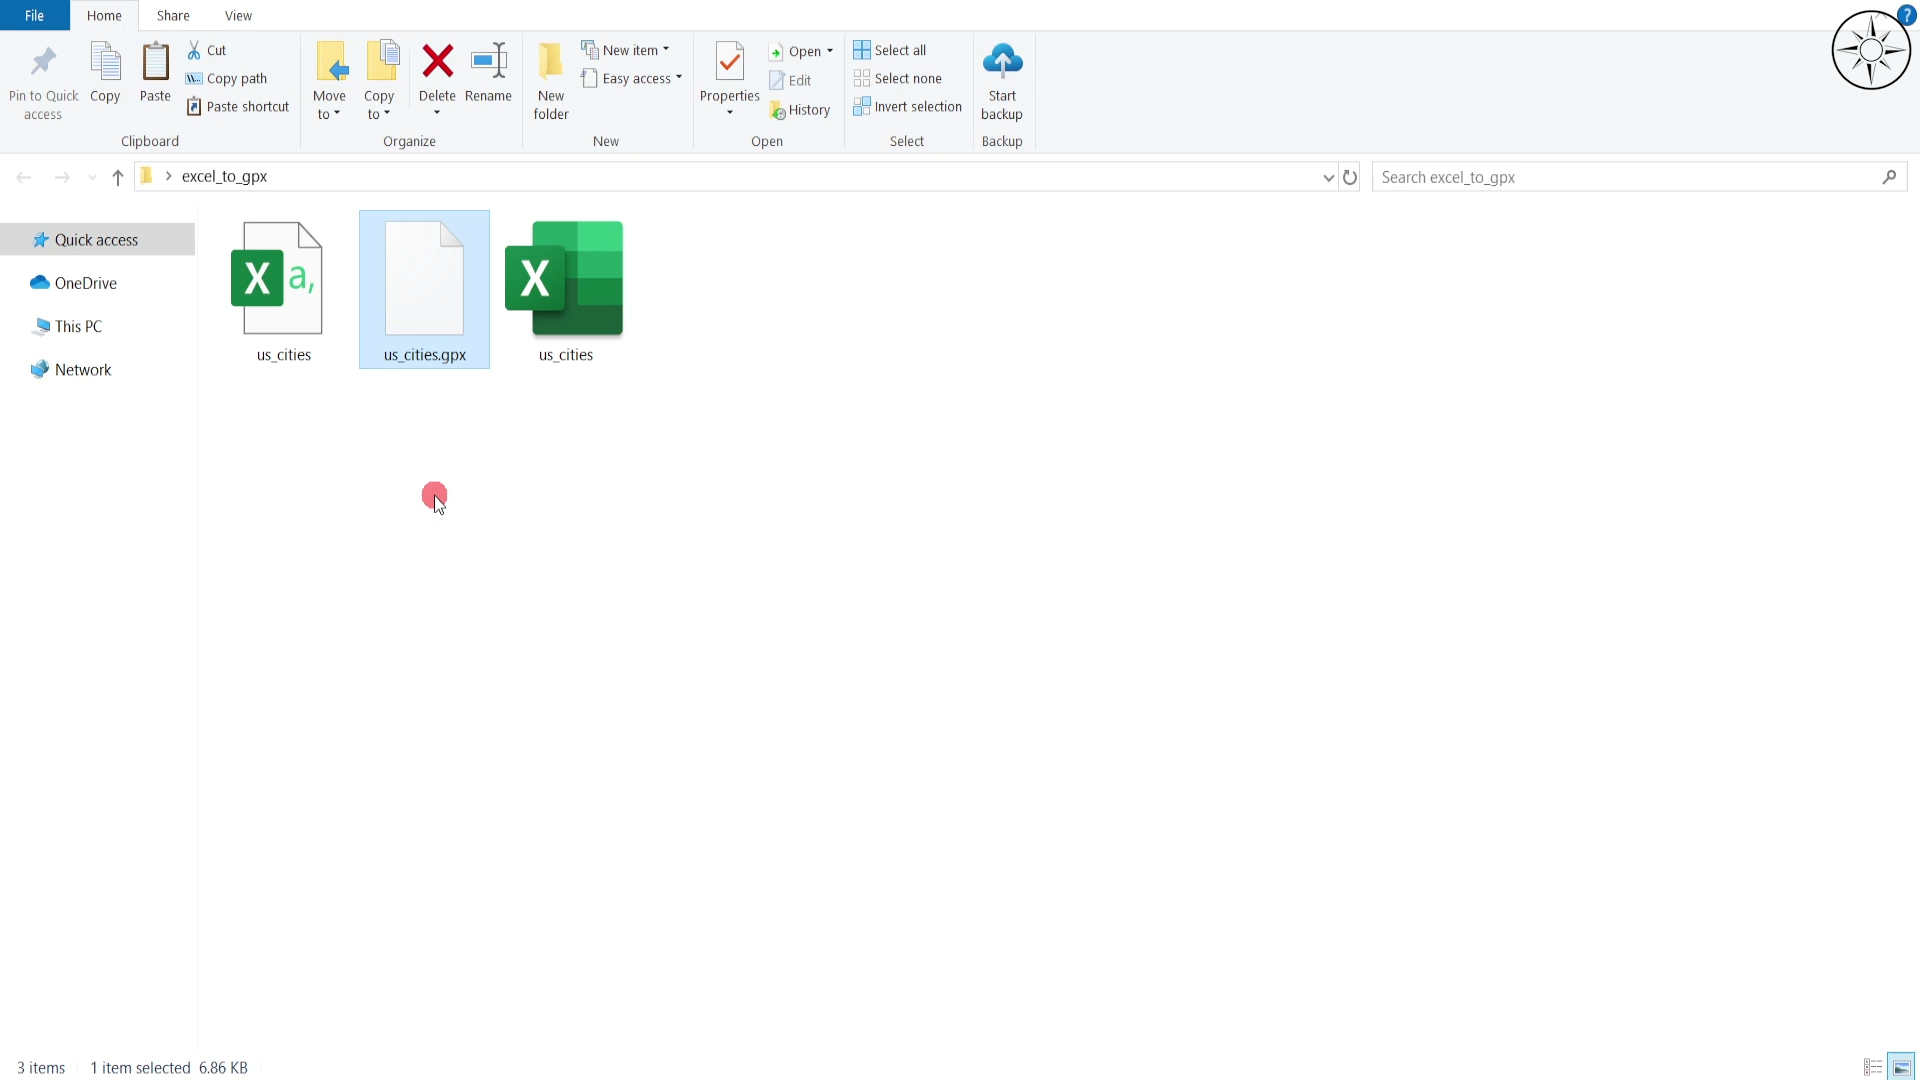 File Home Share View
?
Pin to Quick access
Copy
Paste
Cut
Copy path
Paste shortcut
Clipboard
Move to
Copy to
Delete
Rename
Organize
New folder
New item
Easy access
New
Properties
Open
Edit
History
Open
Select all
Select none
Invert selection
Select
Start backup
Backup
excel_to_gpx
Search excel_to_gpx
Quick access
OneDrive
This PC
Network
X a,
us_cities
us_cities.gpx
X
us_cities
3 items 1 item selected 6.86 KB